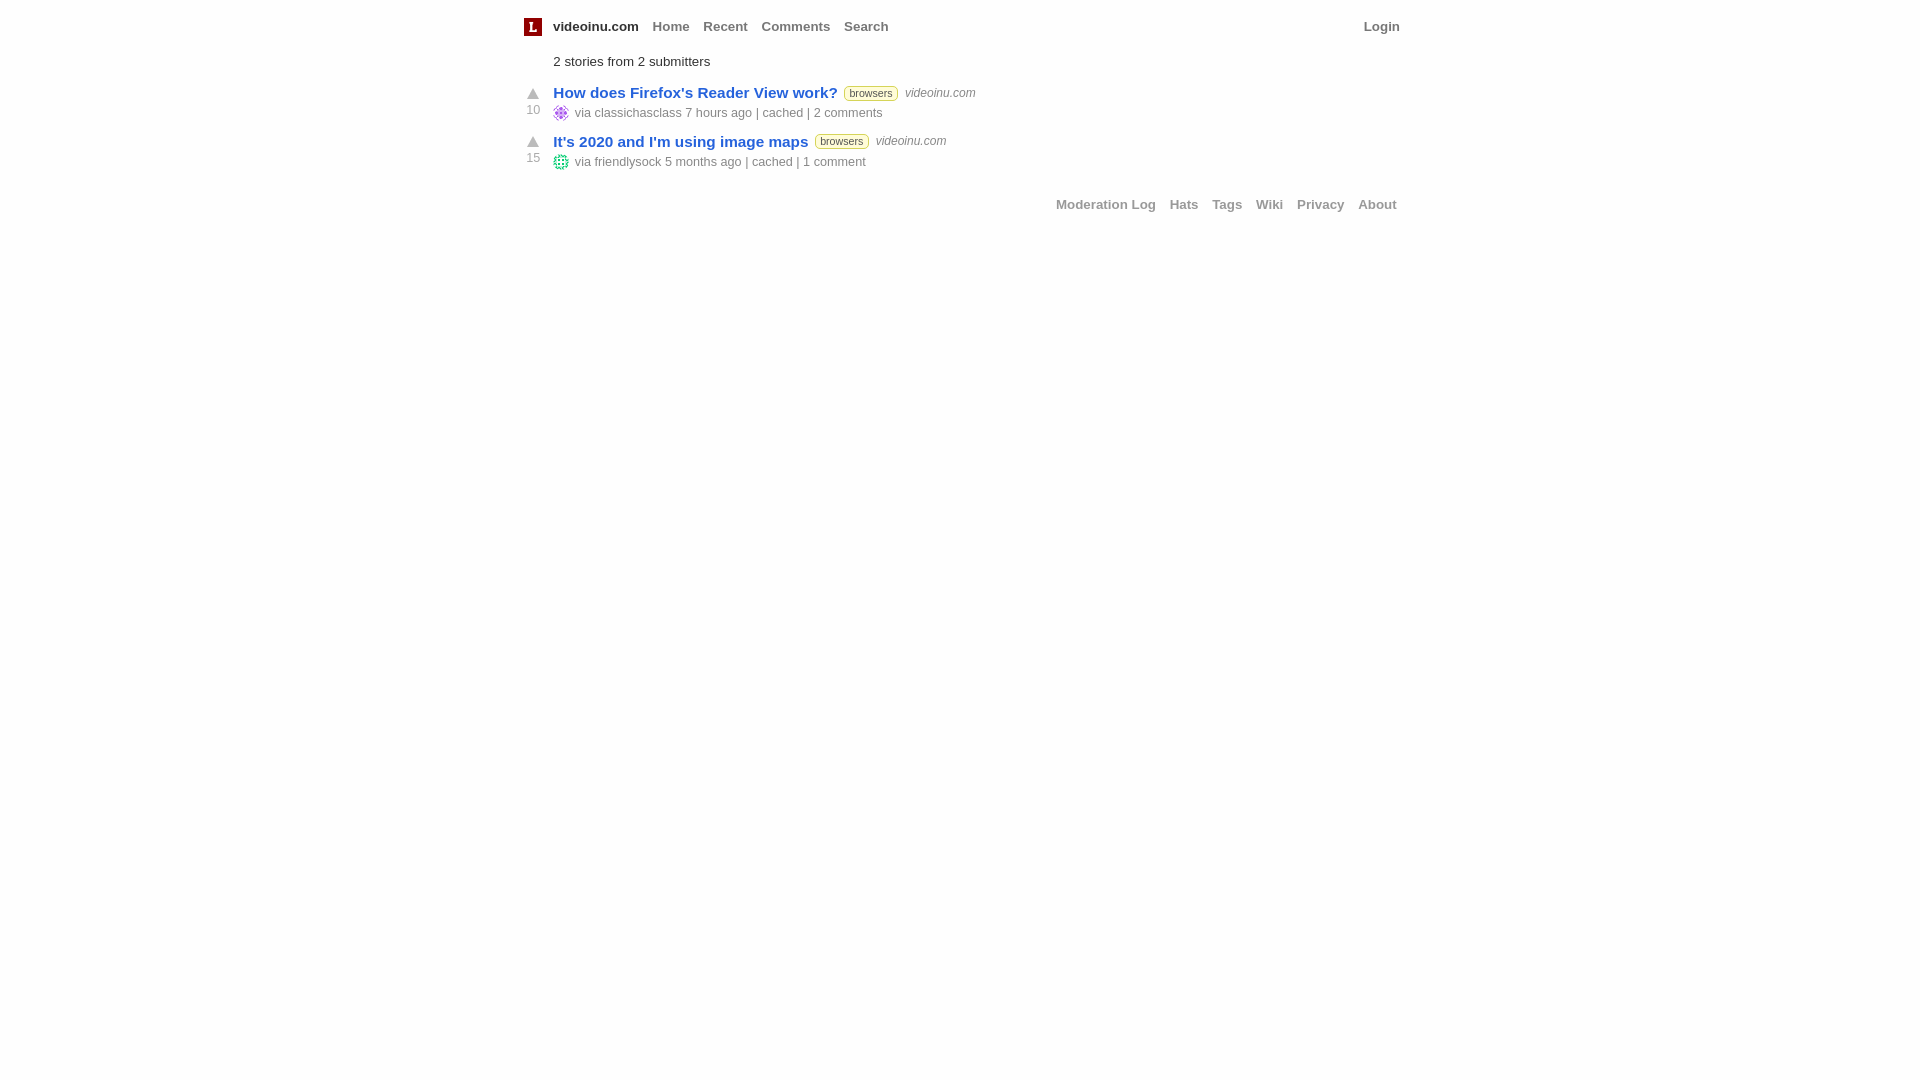 L videoinu.com Home Recent Comments Search Login
2 stories from 2 submitters
How does Firefox's Reader View work? browsers videoinu.com
10
via classichasclass 7 hours ago | cached | 2 comments
It's 2020 and I'm using image maps browsers videoinu.com
15
via friendlysock 5 months ago | cached | 1 comment
Moderation Log Hats Tags Wiki Privacy About